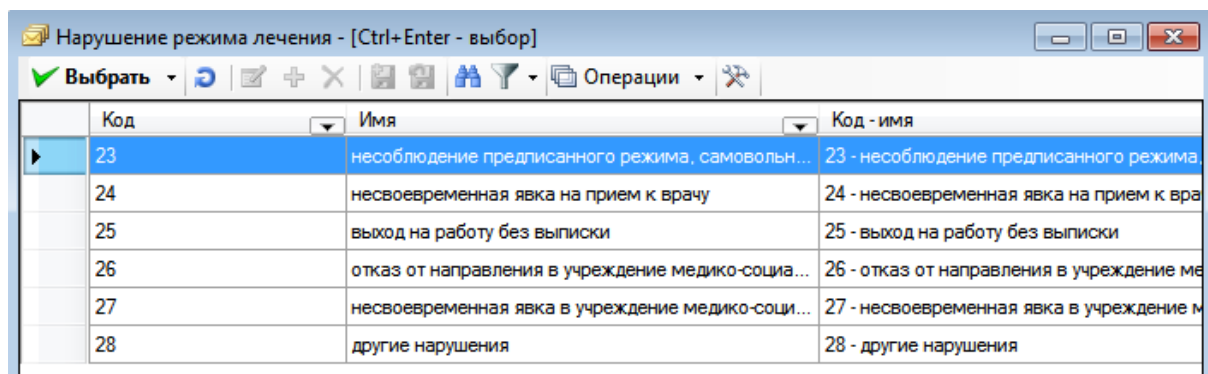 Нарушение режима лечения - [Ctrl+Enter - выбор]
Выбрать Операции
Код Имя Код - имя
23 несоблюдение предписанного режима, самовольн... 23 - несоблюдение предписанного режима,
24 несвоевременная явка на прием к врачу 24 - несвоевременная явка на прием к вра
25 выход на работу без выписки 25 - выход на работу без выписки
26 отказ от направления в учреждение медико-социа... 26 - отказ от направления в учреждение ме
27 несвоевременная явка в учреждение медико-соци... 27 - несвоевременная явка в учреждение м
28 другие нарушения 28 - другие нарушения